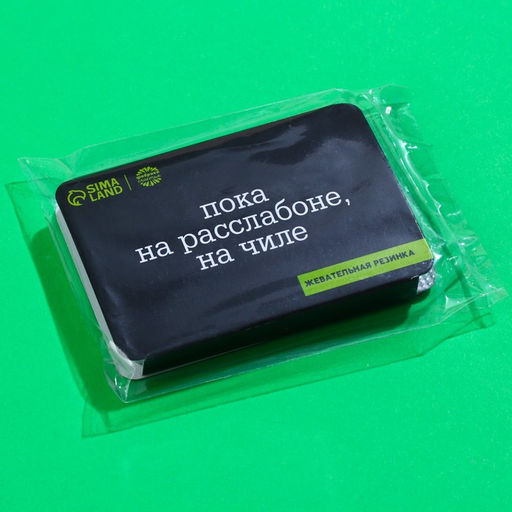 SIMA
LAND
пока
на расслабоне,
на чиле
ЖЕВАТЕЛЬНАЯ РЕЗИНКА